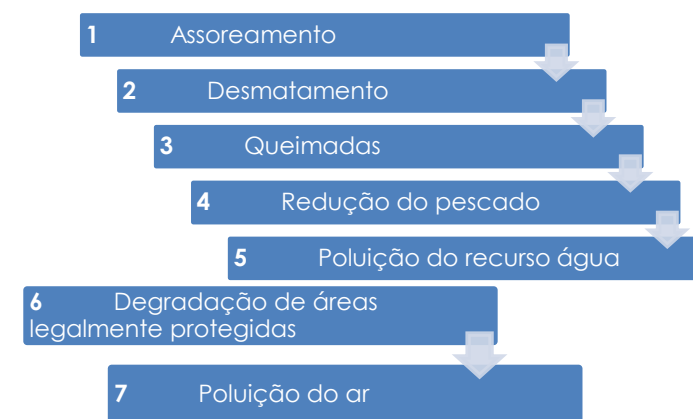 1 Assoreamento
2 Desmatamento
3 Queimadas
4 Redução do pescado
5 Poluição do recurso água
6 Degradação de áreas
legalmente protegidas
7 Poluição do ar